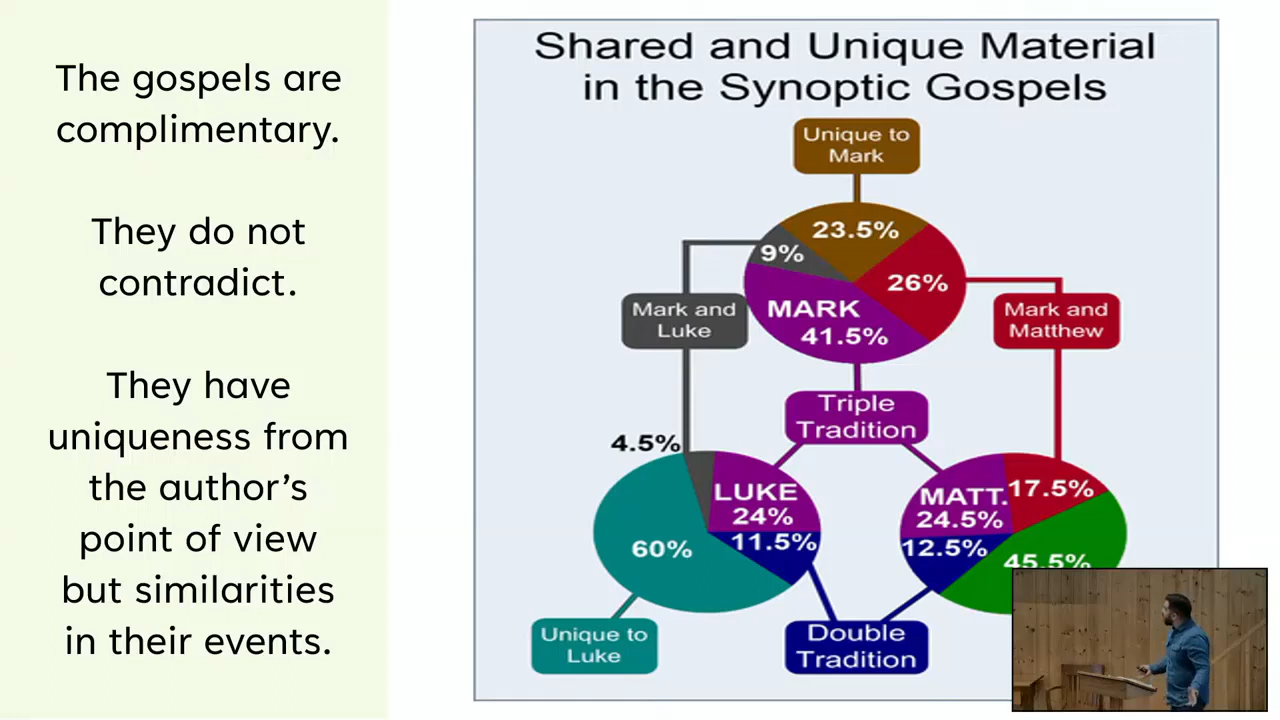 The gospels are
complimentary.
They do not
contradict.
They have
uniqueness from
the author's
point of view
but similarities
in their events.
Shared and Unique Material
in the Synoptic Gospels
Unique to
Mark
23.5%
9%
26%
MARK
41.5%
Mark and
Luke
Mark and
Matthew
Triple
Tradition
4.5%
LUKE
24%
11.5%
60%
MATT.
24.5%
17.5%
12.5%
45.5%
Unique to
Luke
Double
Tradition